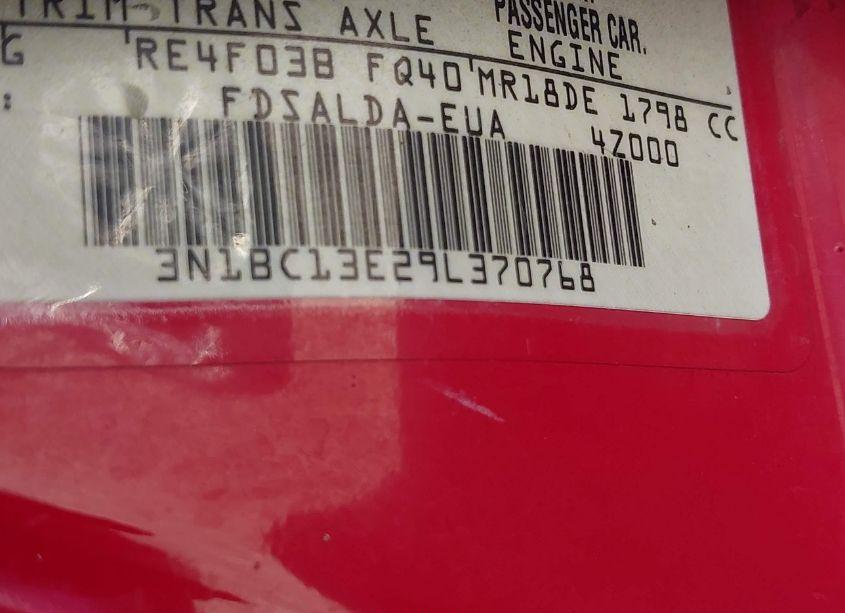 TRIM TRANS AXLE
PASSENGER CAR.
ENGINE
G RE4F03B FQ40 MR18DE 1798 CC
: FDSALDA-EUA 4Z000
3N1BC13E29L370768